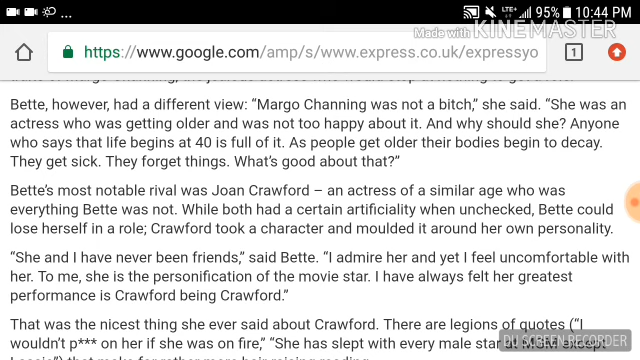 ... LTE+ 95% 10:44 PM
Made with KINEMASTER
https://www.google.com/amp/s/www.express.co.uk/expressyo 1
Bette, however, had a different view: “Margo Channing was not a bitch,” she said. “She was an
actress who was getting older and was not too happy about it. And why should she? Anyone
who says that life begins at 40 is full of it. As people get older their bodies begin to decay.
They get sick. They forget things. What’s good about that?”
Bette’s most notable rival was Joan Crawford – an actress of a similar age who was
everything Bette was not. While both had a certain artificiality when unchecked, Bette could
lose herself in a role; Crawford took a character and moulded it around her own personality.
“She and I have never been friends,” said Bette. “I admire her and yet I feel uncomfortable with
her. To me, she is the personification of the movie star. I have always felt her greatest
performance is Crawford being Crawford.”
That was the nicest thing she ever said about Crawford. There are legions of quotes (“I
wouldn’t p*** on her if she was on fire,” “She has slept with every male star at MGM except
DU SCREEN RECORDER